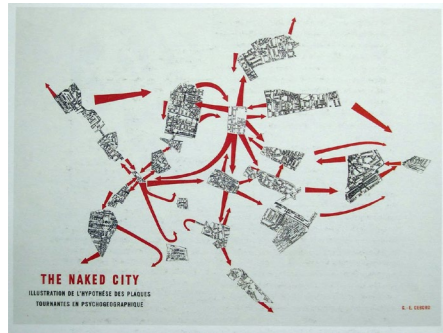 THE NAKED CITY
ILLUSTRATION DE L'HYPOTHÈSE DES PLAQUES
TOURNANTES EN PSYCHOGEOGRAPHIQUE
G.-E. DEBORD